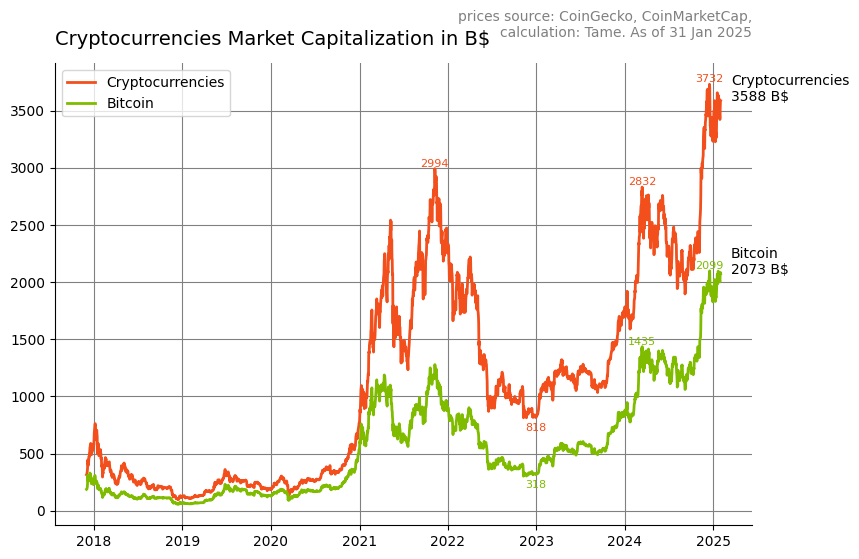 prices source: CoinGecko, CoinMarketCap,
calculation: Tame. As of 31 Jan 2025
Cryptocurrencies Market Capitalization in B$
Cryptocurrencies
Bitcoin
3732
Cryptocurrencies
3588 B$
2994
2832
Bitcoin
2073 B$
2099
1435
818
318
3500
3000
2500
2000
1500
1000
500
0
2018 2019 2020 2021 2022 2023 2024 2025